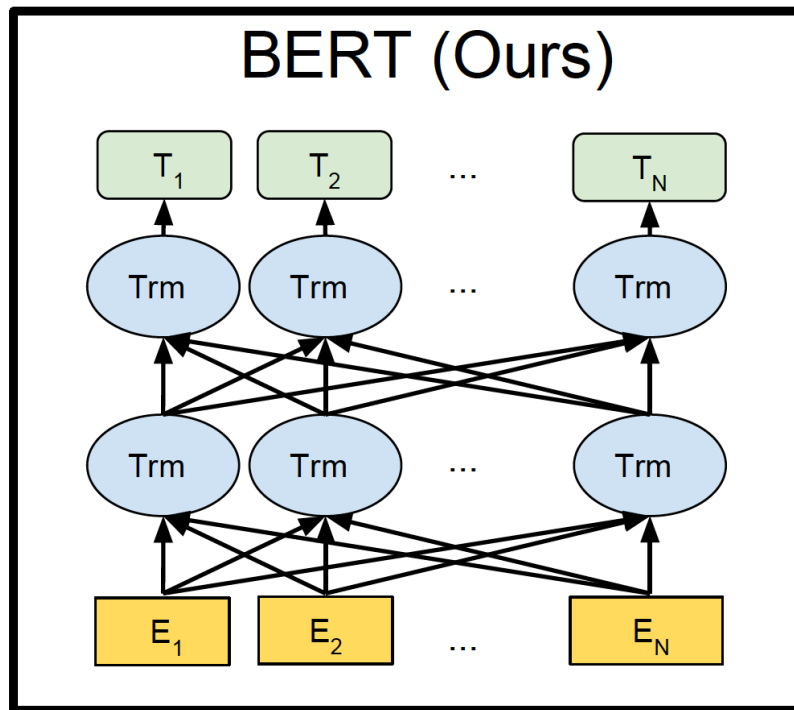 BERT (Ours)
T1 T2 ... TN
Trm Trm ... Trm
Trm Trm ... Trm
E1 E2 ... EN